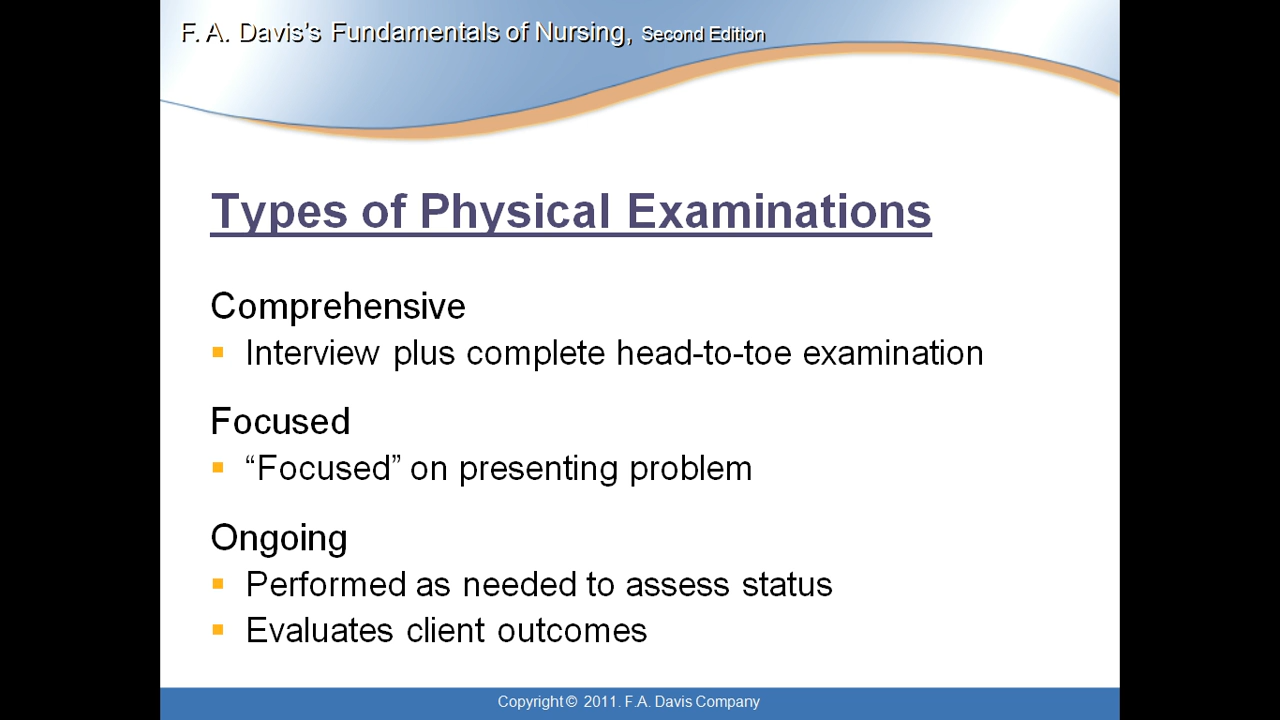 F. A. Davis's Fundamentals of Nursing, Second Edition
Types of Physical Examinations
Comprehensive
▪ Interview plus complete head-to-toe examination
Focused
▪ “Focused” on presenting problem
Ongoing
▪ Performed as needed to assess status
▪ Evaluates client outcomes
Copyright © 2011. F.A. Davis Company